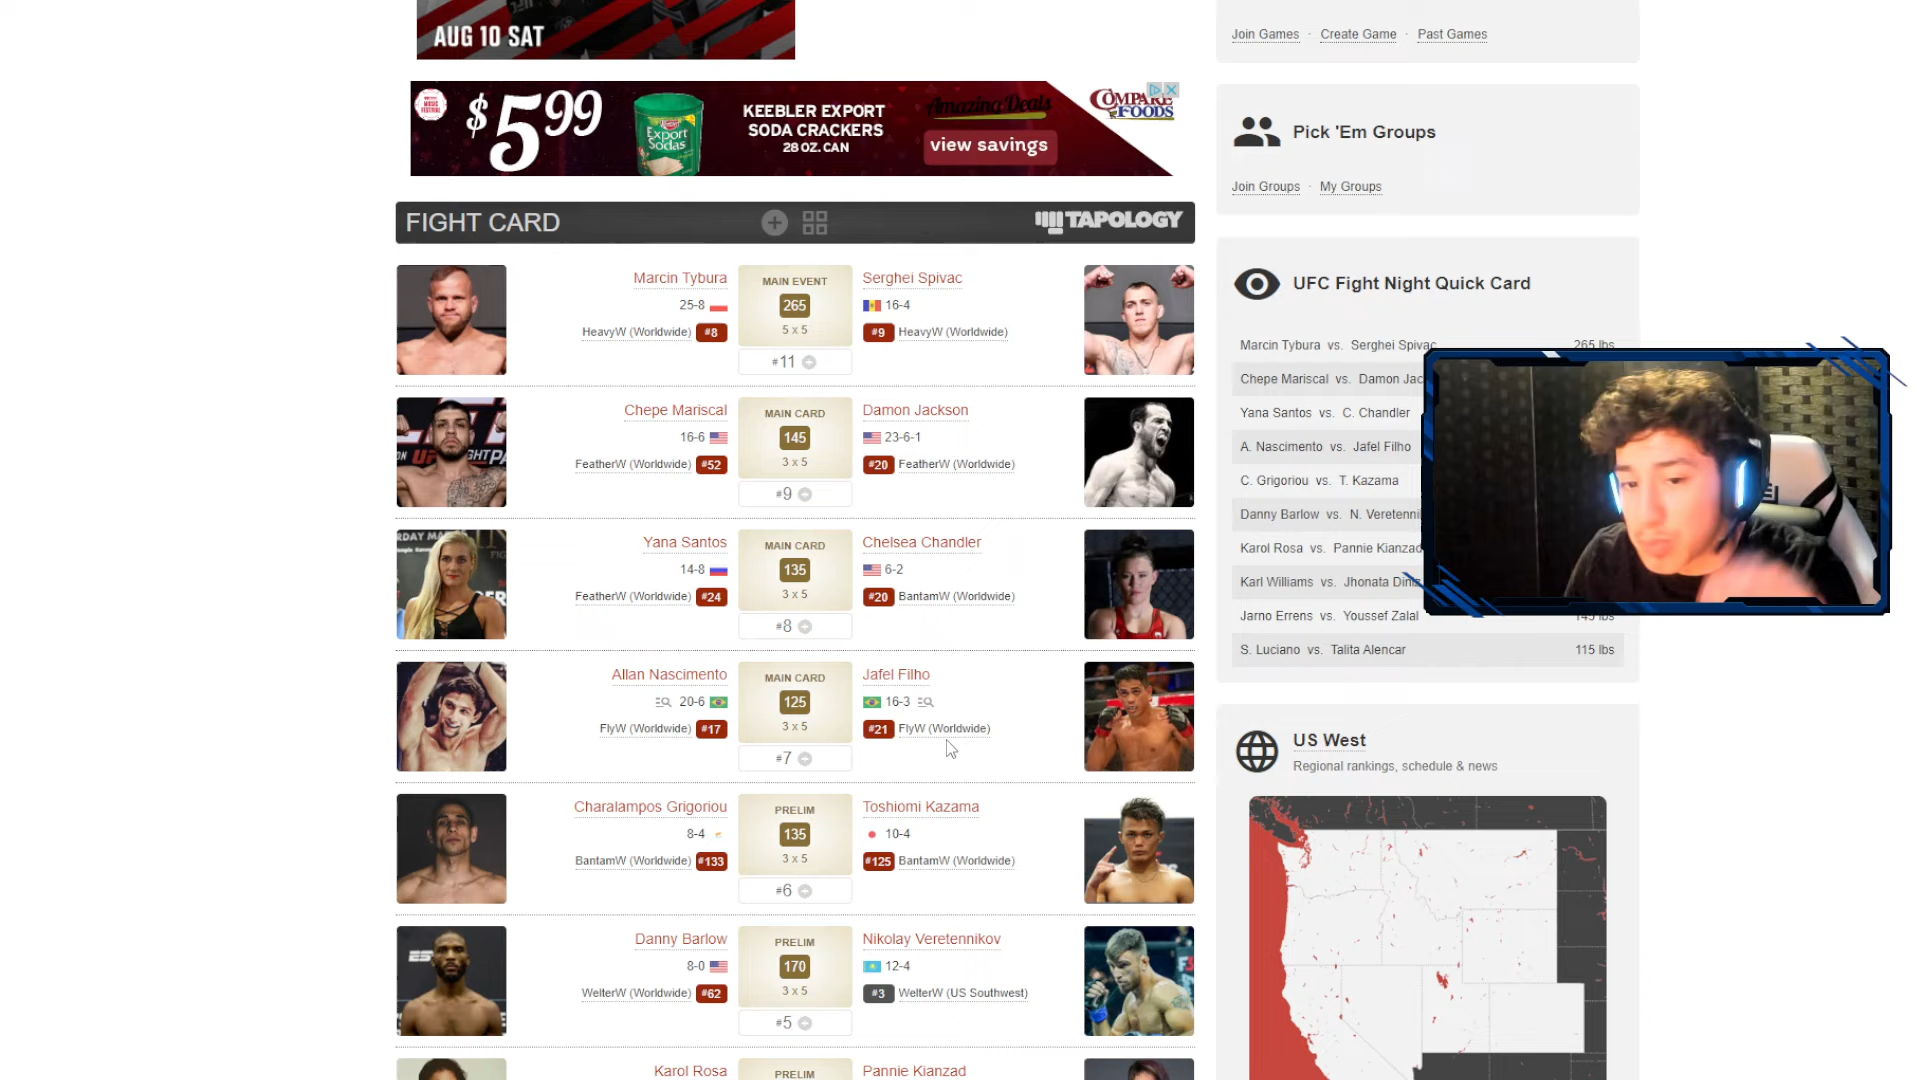 AUG 10 SAT
$5.99
KEEBLER EXPORT
SODA CRACKERS
28 OZ. CAN
Keebler
Export
Sodas
Amazing Deals
view savings
COMPARE
FOODS
FIGHT CARD
TAPOLOGY
Marcin Tybura
25-8
HeavyW (Worldwide) #8
MAIN EVENT
265
5 x 5
#11
Serghei Spivac
16-4
#9 HeavyW (Worldwide)
Chepe Mariscal
16-6
FeatherW (Worldwide) #52
MAIN CARD
145
3 x 5
#9
Damon Jackson
23-6-1
#20 FeatherW (Worldwide)
Yana Santos
14-8
FeatherW (Worldwide) #24
MAIN CARD
135
3 x 5
#8
Chelsea Chandler
6-2
#20 BantamW (Worldwide)
Allan Nascimento
20-6
FlyW (Worldwide) #17
MAIN CARD
125
3 x 5
#7
Jafel Filho
16-3
#21 FlyW (Worldwide)
Charalampos Grigoriou
8-4
BantamW (Worldwide) #133
PRELIM
135
3 x 5
#6
Toshiomi Kazama
10-4
#125 BantamW (Worldwide)
Danny Barlow
8-0
WelterW (Worldwide) #62
PRELIM
170
3 x 5
#5
Nikolay Veretennikov
12-4
#3 WelterW (US Southwest)
Karol Rosa
PRELIM
Pannie Kianzad
Join Games · Create Game · Past Games
Pick 'Em Groups
Join Groups · My Groups
UFC Fight Night Quick Card
Marcin Tybura vs. Serghei Spivac 265 lbs
Chepe Mariscal vs. Damon Jac
Yana Santos vs. C. Chandler
A. Nascimento vs. Jafel Filho
C. Grigoriou vs. T. Kazama
Danny Barlow vs. N. Veretenni
Karol Rosa vs. Pannie Kianzad
Karl Williams vs. Jhonata Diniz
Jarno Errens vs. Youssef Zalal 145 lbs
S. Luciano vs. Talita Alencar 115 lbs
US West
Regional rankings, schedule & news